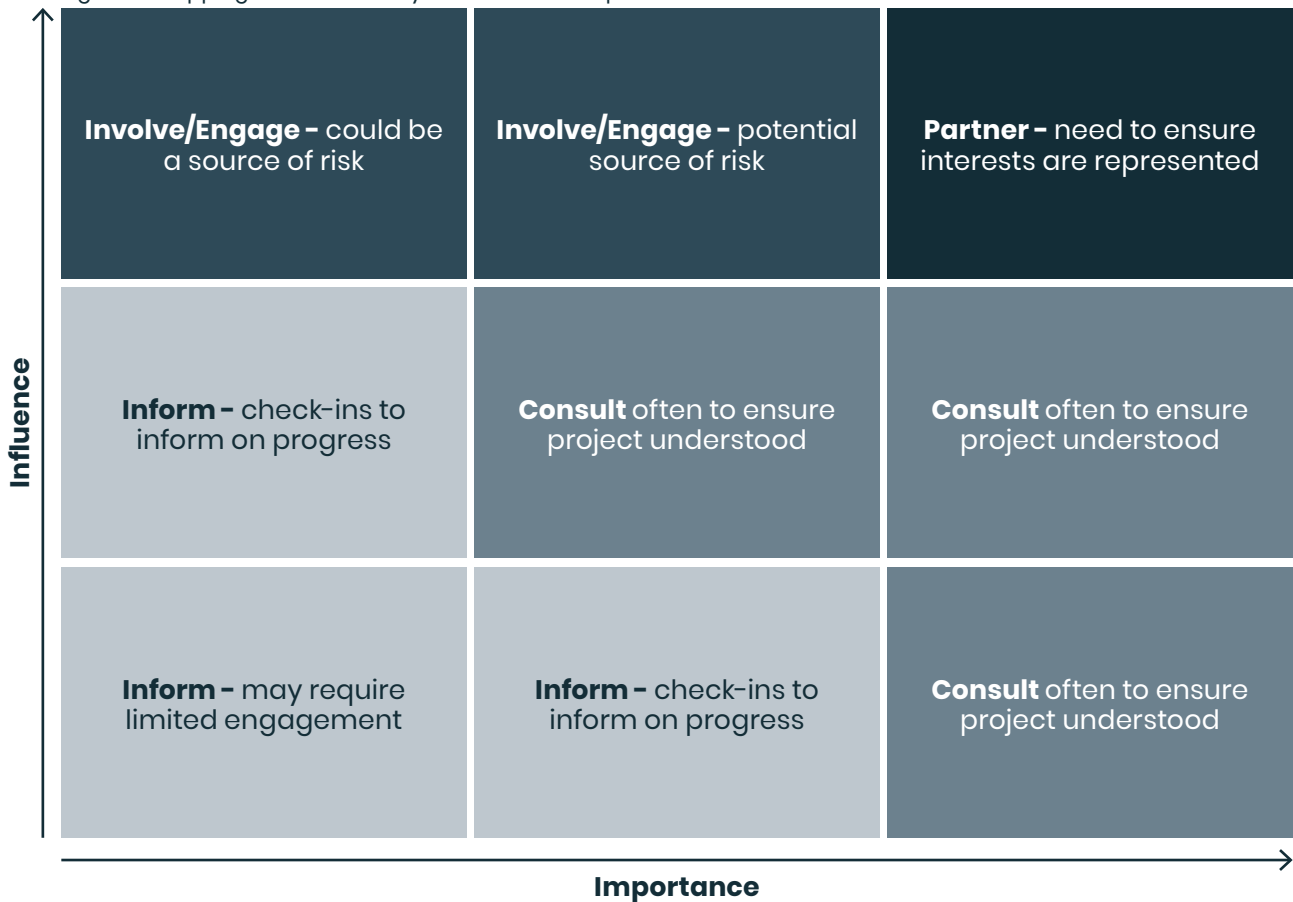 Involve/Engage - could be
a source of risk
Involve/Engage - potential
source of risk
Partner - need to ensure
interests are represented
Influence
Inform - check-ins to
inform on progress
Consult often to ensure
project understood
Consult often to ensure
project understood
Inform - may require
limited engagement
Inform - check-ins to
inform on progress
Consult often to ensure
project understood
Importance